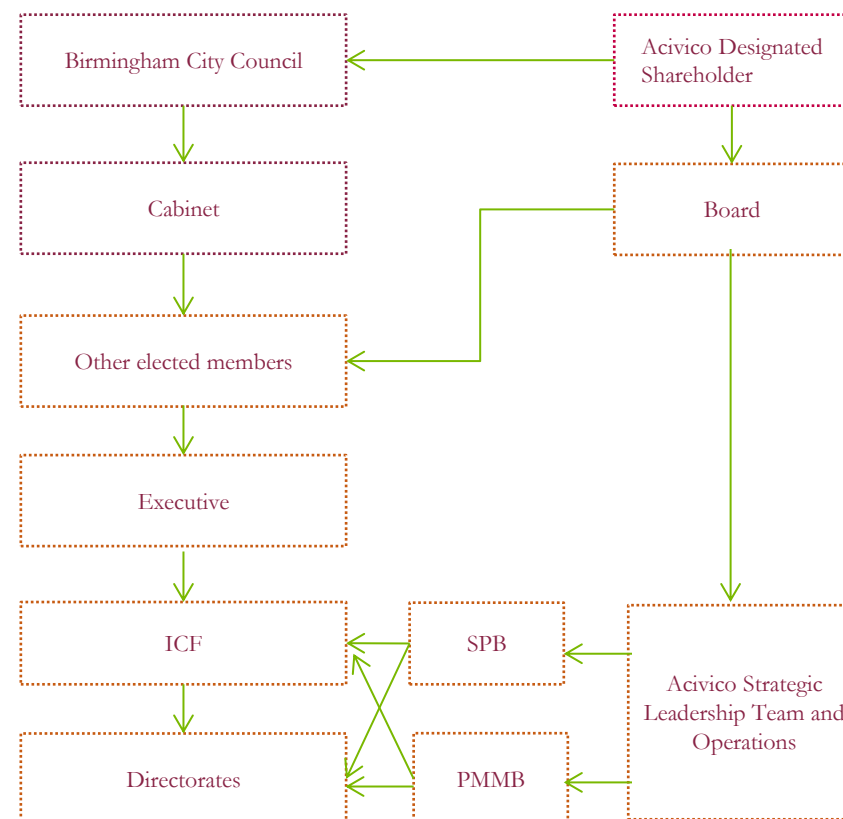 Birmingham City Council
Acivico Designated
Shareholder
Cabinet
Board
Other elected members
Executive
ICF
SPB
Acivico Strategic
Leadership Team and
Operations
Directorates
PMMB